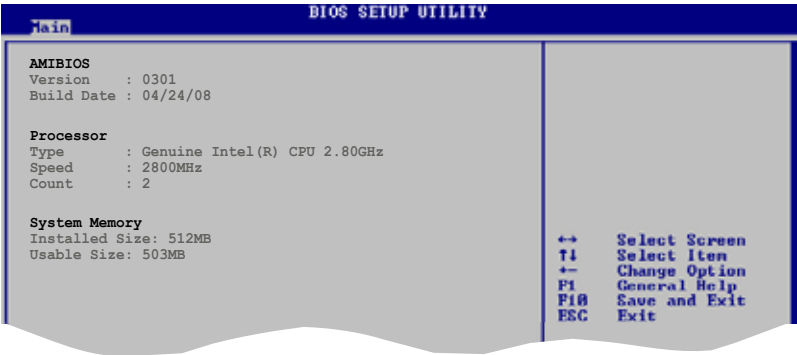 BIOS SETUP UTILITY
Main
AMIBIOS
Version : 0301
Build Date : 04/24/08
Processor
Type : Genuine Intel(R) CPU 2.80GHz
Speed : 2800MHz
Count : 2
System Memory
Installed Size: 512MB
Usable Size: 503MB
←→ Select Screen
↑↓ Select Item
+- Change Option
F1 General Help
F10 Save and Exit
ESC Exit